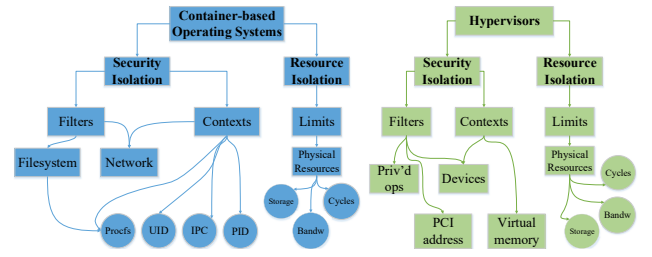 Container-based
Operating Systems
Security
Isolation
Resource
Isolation
Filters
Contexts
Limits
Filesystem
Network
Physical
Resources
Storage
Cycles
Procfs
UID
IPC
PID
Bandw
Hypervisors
Security
Isolation
Resource
Isolation
Filters
Contexts
Limits
Priv'd
ops
Devices
Physical
Resources
Cycles
PCI
address
Virtual
memory
Storage
Bandw